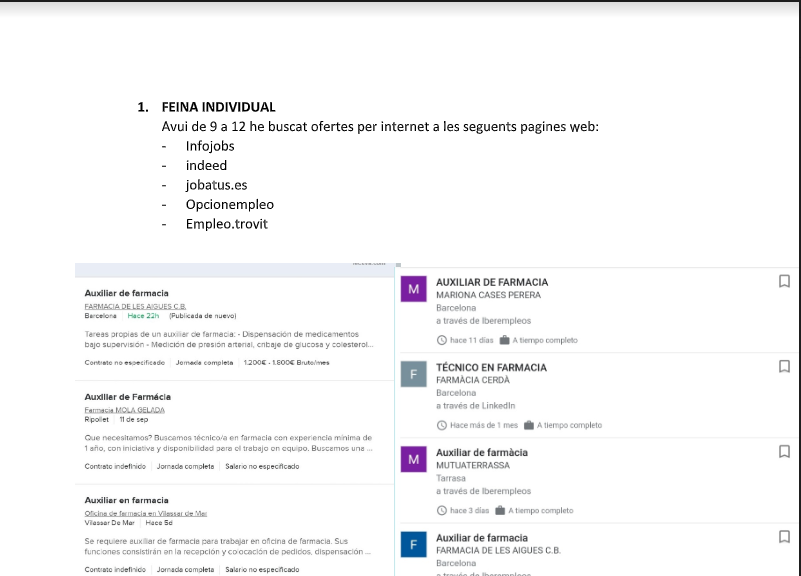 1. FEINA INDIVIDUAL
Avui de 9 a 12 he buscat ofertes per internet a les seguents pagines web:
- Infojobs
- indeed
- jobatus.es
- Opcionempleo
- Empleo.trovit
Auxiliar de farmacia
FARMACIA DE LES AIGUES C.B.
Barcelona Hace 22h (Publicada de nuevo)
Tareas propias de un auxiliar de farmacia: - Dispensación de medicamentos
bajo supervisión - Medición de presión arterial, cribaje de glucosa y colesterol...
Contrato no especificado Jornada completa 1.200€ - 1.800€ Bruto/mes
Auxiliar de Farmácia
Farmacia MOLA GELADA
Ripollet 11 de sep
Que necesitamos? Buscamos técnico/a en farmacia con experiencia mínima de
1 año, con iniciativa y disponibilidad para el trabajo en equipo. Buscamos una ...
Contrato indefinido Jornada completa Salario no especificado
Auxiliar en farmacia
Oficina de farmacia en Vilassar de Mar
Vilassar De Mar Hace 5d
Se requiere auxiliar de farmacia para trabajar en oficina de farmacia. Sus
funciones consistirán en la recepción y colocación de pedidos, dispensación ...
Contrato indefinido Jornada completa Salario no especificado
M
AUXILIAR DE FARMACIA
MARIONA CASES PERERA
Barcelona
a través de Iberempleos
hace 11 días A tiempo completo
F
TÉCNICO EN FARMACIA
FARMÀCIA CERDÀ
Barcelona
a través de LinkedIn
Hace más de 1 mes A tiempo completo
M
Auxiliar de farmàcia
MUTUATERRASSA
Tarrasa
a través de Iberempleos
hace 3 días A tiempo completo
F
Auxiliar de farmacia
FARMACIA DE LES AIGUES C.B.
Barcelona
a través de Iberempleos